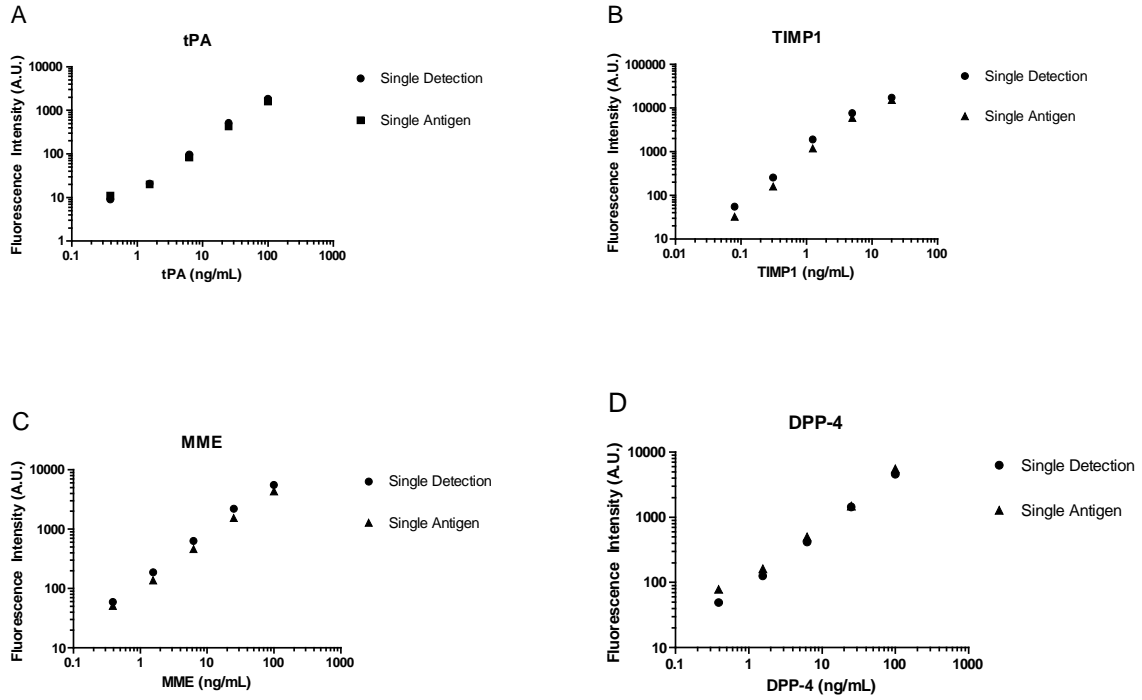 A
tPA
Fluorescence Intensity (A.U.)
10000
1000
100
10
1
0.1
1
10
100
1000
tPA (ng/mL)
Single Detection
Single Antigen
B
TIMP1
Fluorescence Intensity (A.U.)
100000
10000
1000
100
10
0.01
0.1
1
10
100
TIMP1 (ng/mL)
Single Detection
Single Antigen
C
MME
Fluorescence Intensity (A.U.)
10000
1000
100
10
0.1
1
10
100
1000
MME (ng/mL)
Single Detection
Single Antigen
D
DPP-4
Fluorescence Intensity (A.U.)
10000
1000
100
10
0.1
1
10
100
1000
DPP-4 (ng/mL)
Single Detection
Single Antigen